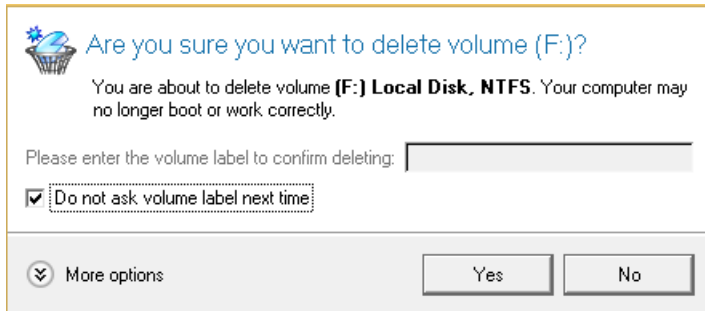 Are you sure you want to delete volume (F:)?
You are about to delete volume (F:) Local Disk, NTFS. Your computer may
no longer boot or work correctly.
Please enter the volume label to confirm deleting:
Do not ask volume label next time
More options
Yes
No